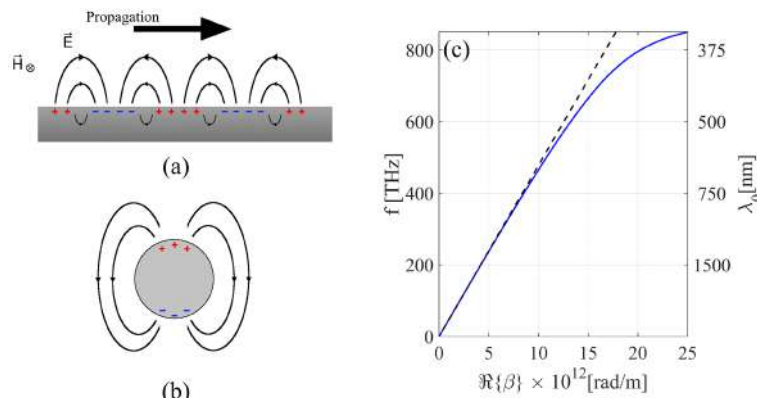 Propagation
E⃗
H⃗⊗
+ + - - - - + + + + - - - - + +
(a)
+ + +
- - -
(b)
(c)
f [THz]
800
600
400
200
0
0 5 10 15 20 25
ℜ{β} × 10¹²[rad/m]
375
500
750
1500
λ₀[nm]